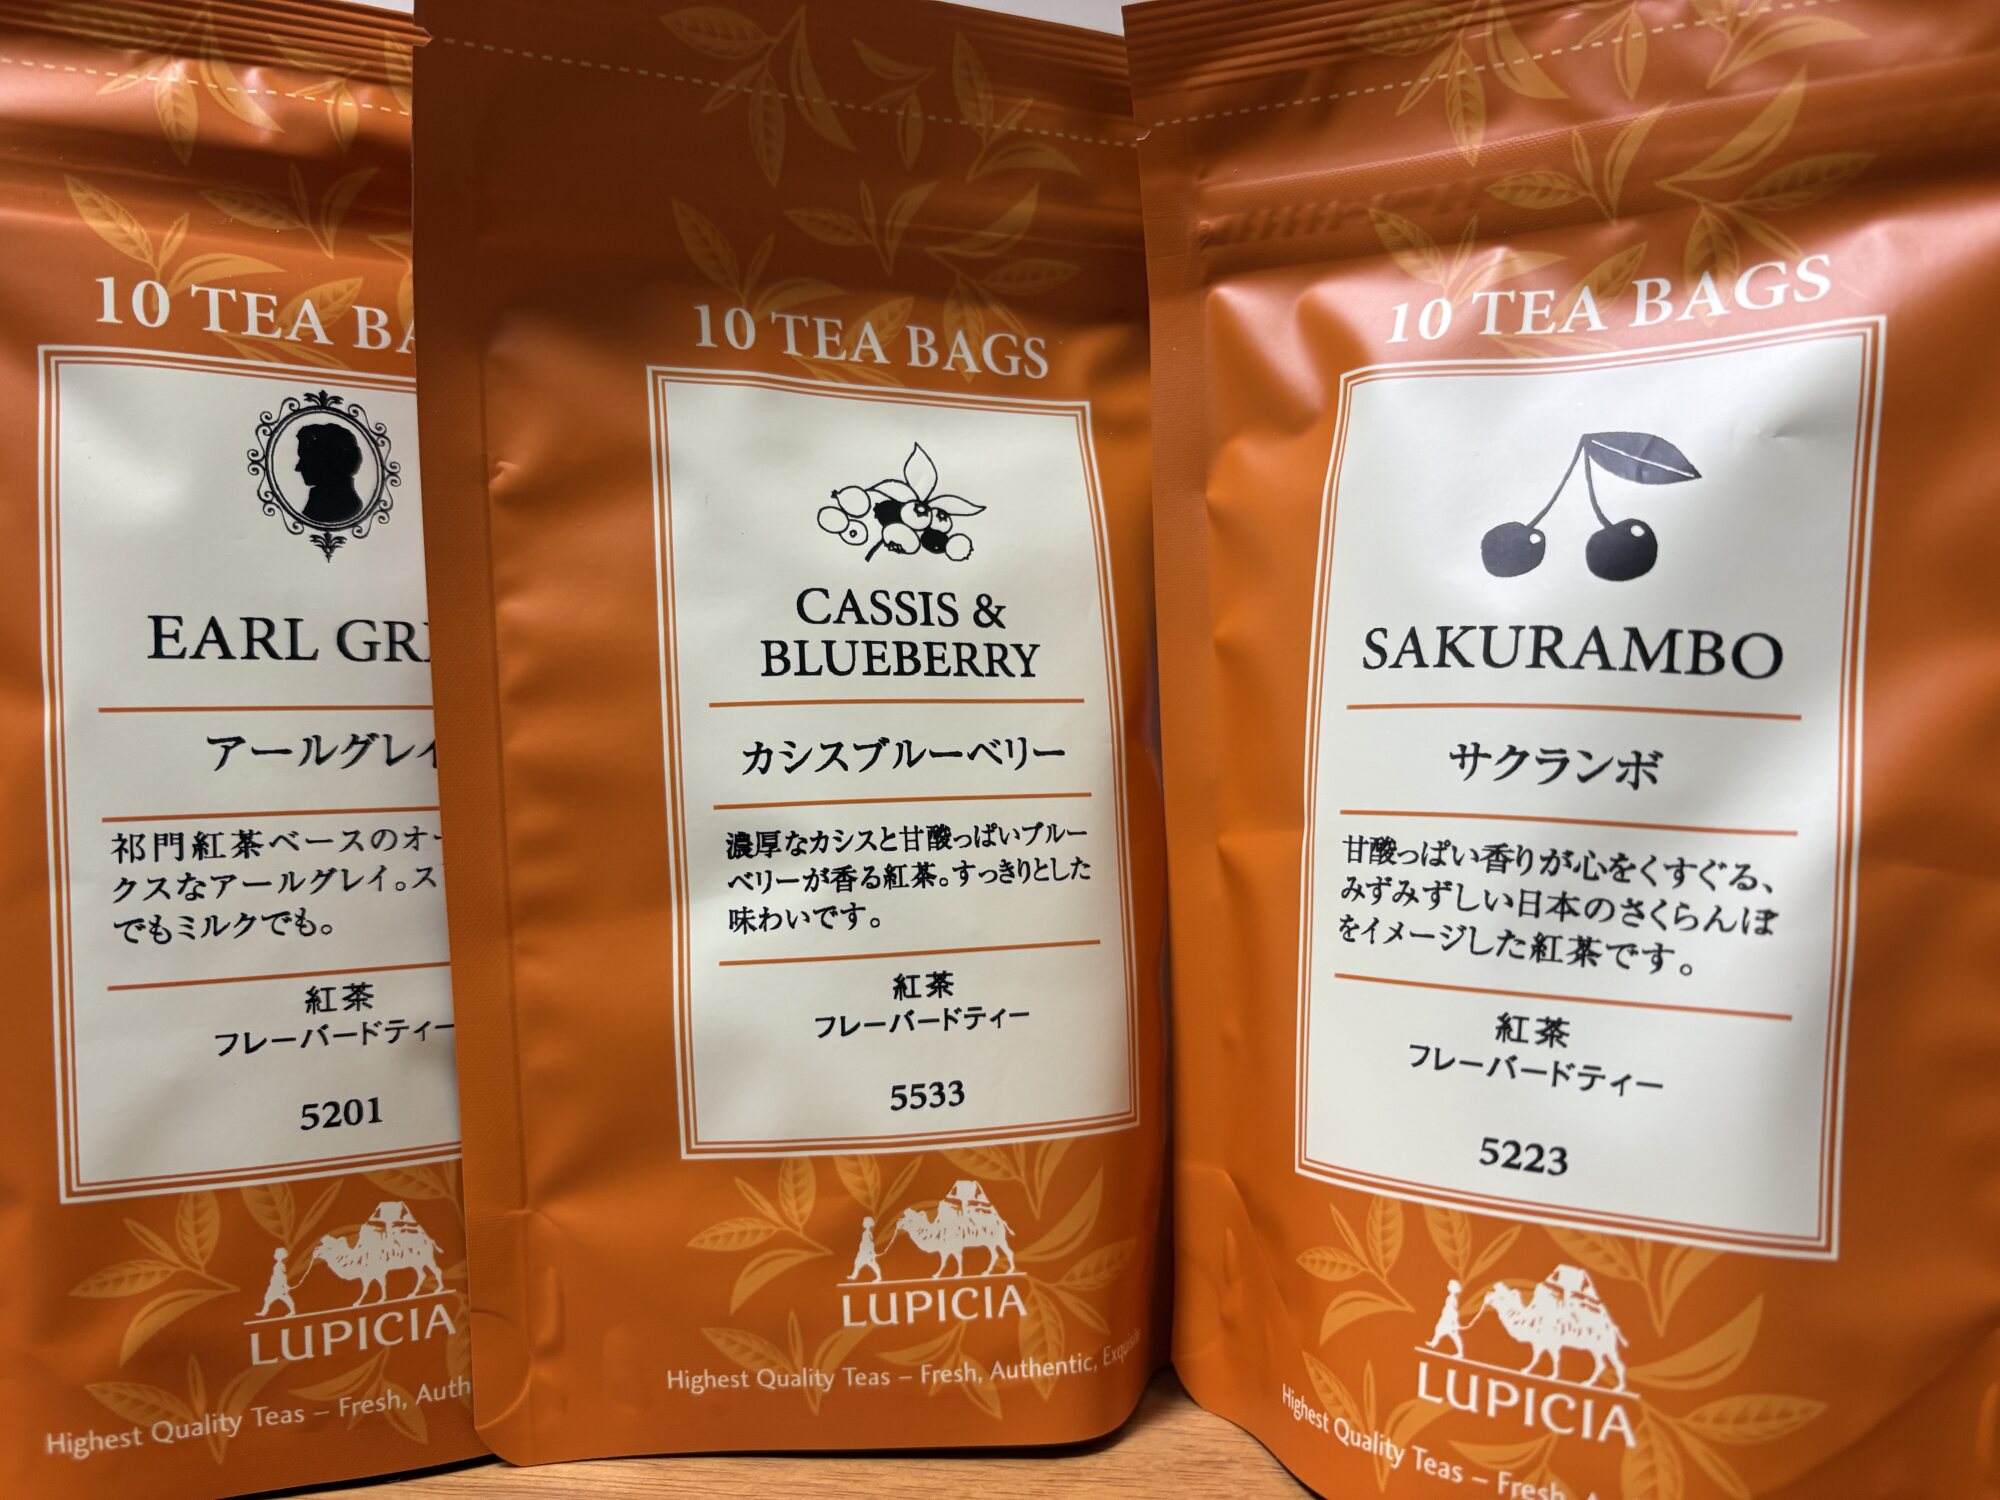 10 TEA
EARL
アールグレイ
祁門紅茶ベースのオー
クスなアールグレイ。ス
でもミルクでも。
紅茶
フレーバードティー
5201
LUPICIA
Highest Quality Teas – Fresh,
10 TEA BAGS
CASSIS &
BLUEBERRY
カシスブルーベリー
濃厚なカシスと甘酸っぱいブルー
ベリーが香る紅茶。すっきりとした
味わいです。
紅茶
フレーバードティー
5533
LUPICIA
Highest Quality Teas – Fresh, Authentic, Exquisite
10 TEA BAGS
SAKURAMBO
サクランボ
甘酸っぱい香りが心をくすぐる、
みずみずしい日本のさくらんぼ
をイメージした紅茶です。
紅茶
フレーバードティー
5223
LUPICIA
Highest Quality Teas – Fresh